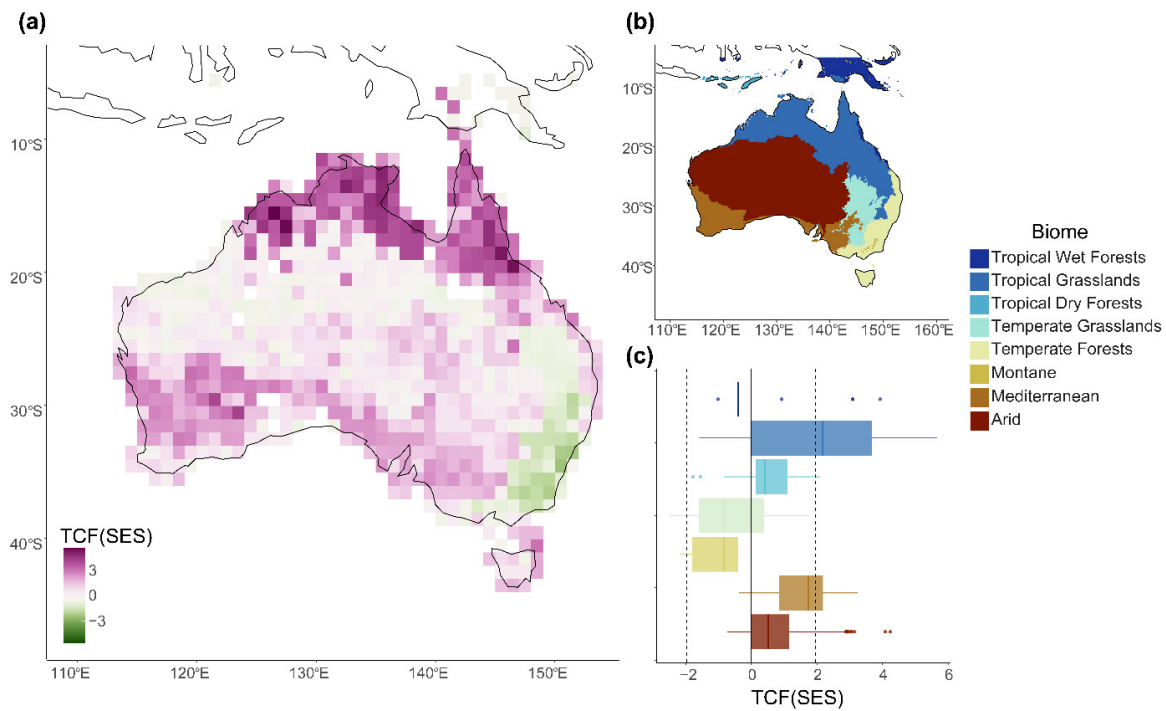 (a)
10°S
20°S
30°S
40°S
TCF(SES)
3
0
−3
110°E 120°E 130°E 140°E 150°E
(b)
10°S
20°S
30°S
40°S
110°E 120°E 130°E 140°E 150°E 160°E
Biome
Tropical Wet Forests
Tropical Grasslands
Tropical Dry Forests
Temperate Grasslands
Temperate Forests
Montane
Mediterranean
Arid
(c)
−2 0 2 4 6
TCF(SES)